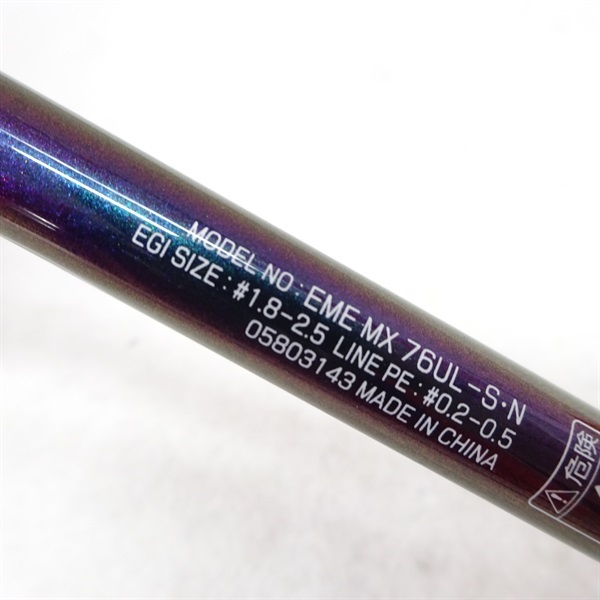 MODEL NO : EME MX 76UL-S・N
EGI SIZE : #1.8-2.5 LINE PE : #0.2-0.5
05803143 MADE IN CHINA
危険